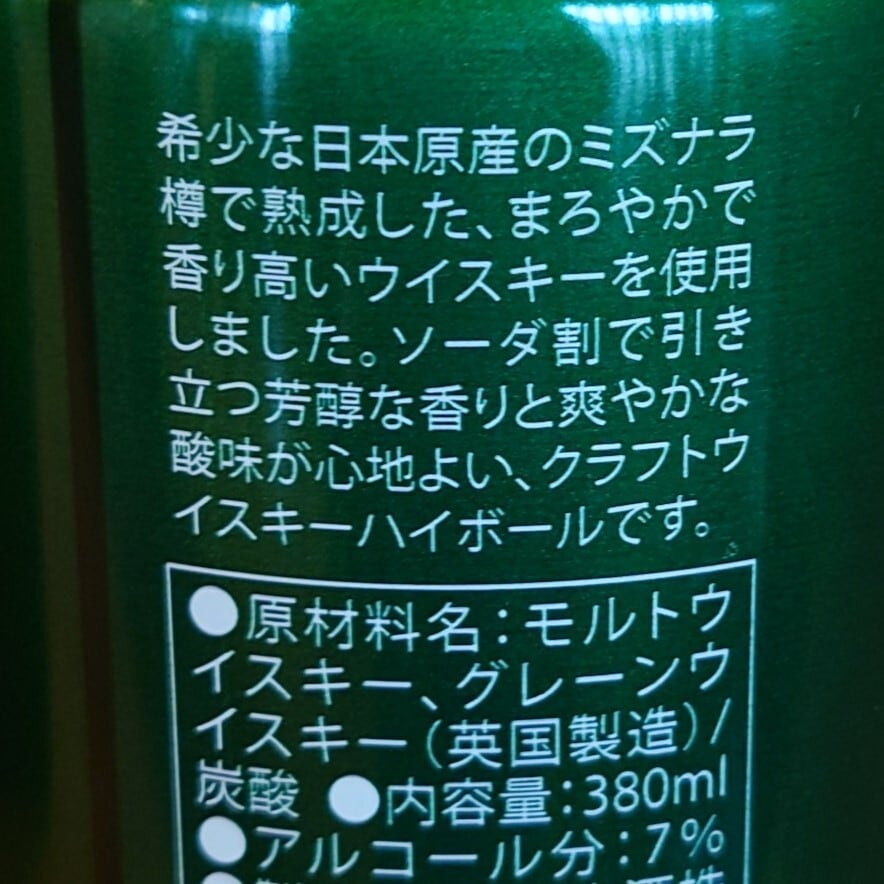 希少な日本原産のミズナラ
樽で熟成した、まろやかで
香り高いウイスキーを使用
しました。ソーダ割で引き
立つ芳醇な香りと爽やかな
酸味が心地よい、クラフトウ
イスキーハイボールです。
●原材料名：モルトウ
イスキー、グレーンウ
イスキー（英国製造）/
炭酸 ●内容量：380ml
●アルコール分：7%